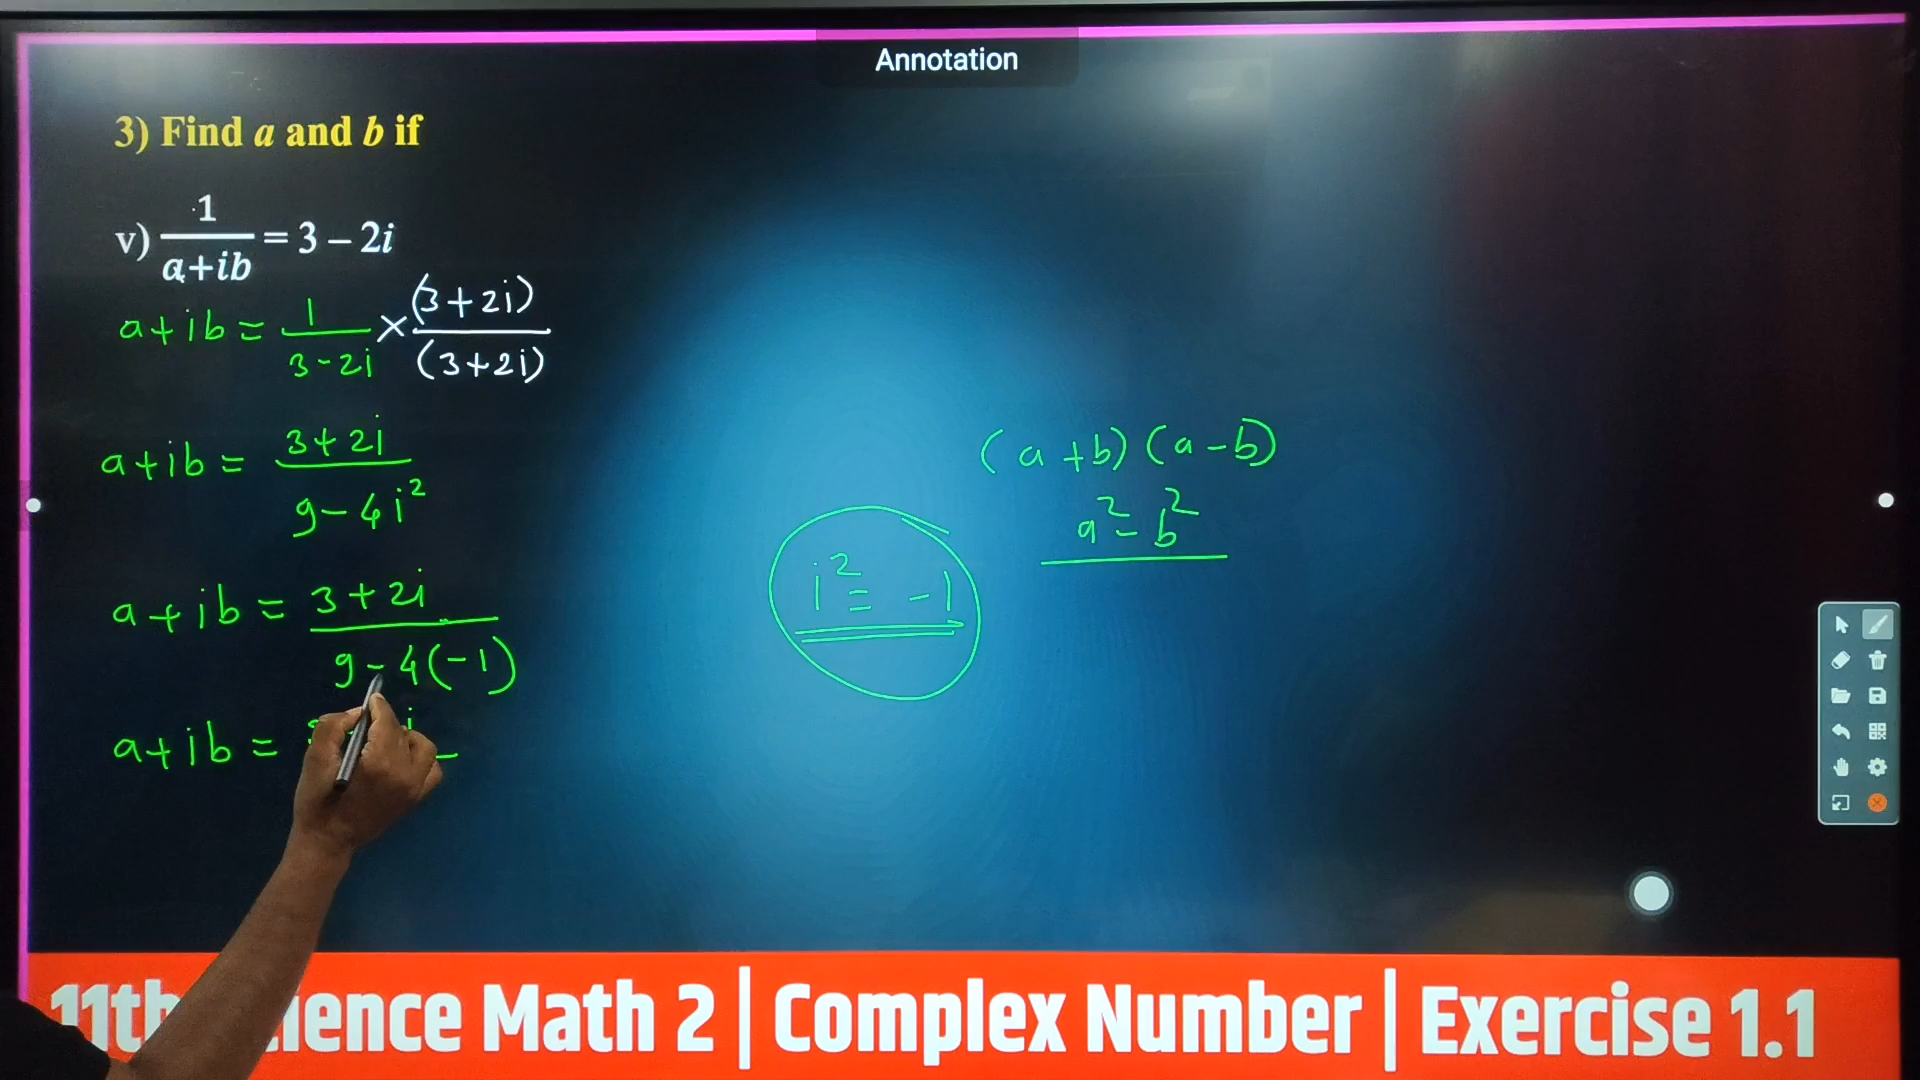 Annotation
3) Find a and b if
v) 1/(a+ib) = 3 – 2i
a+ib = 1/(3-2i) × (3+2i)/(3+2i)
a+ib = (3+2i)/(9-4i²)
a+ib = (3+2i)/(9-4(-1))
a+ib =
(a+b)(a-b)
a² - b²
i² = -1
11th Science Math 2 | Complex Number | Exercise 1.1